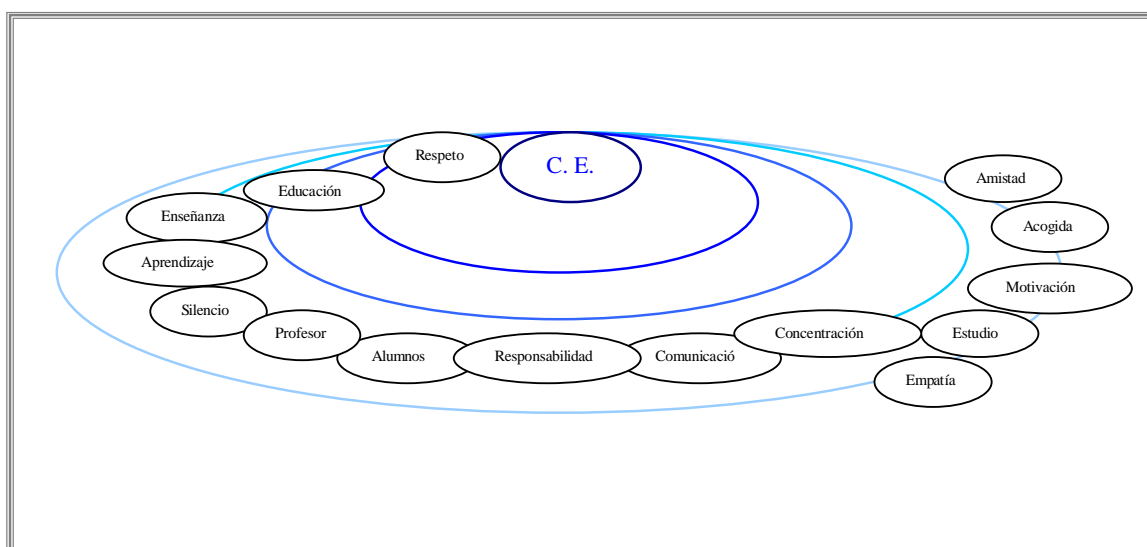 Respeto
C. E.
Amistad
Educación
Enseñanza
Acogida
Aprendizaje
Motivación
Silencio
Profesor
Estudio
Alumnos
Responsabilidad
Comunicació
Concentración
Empatía